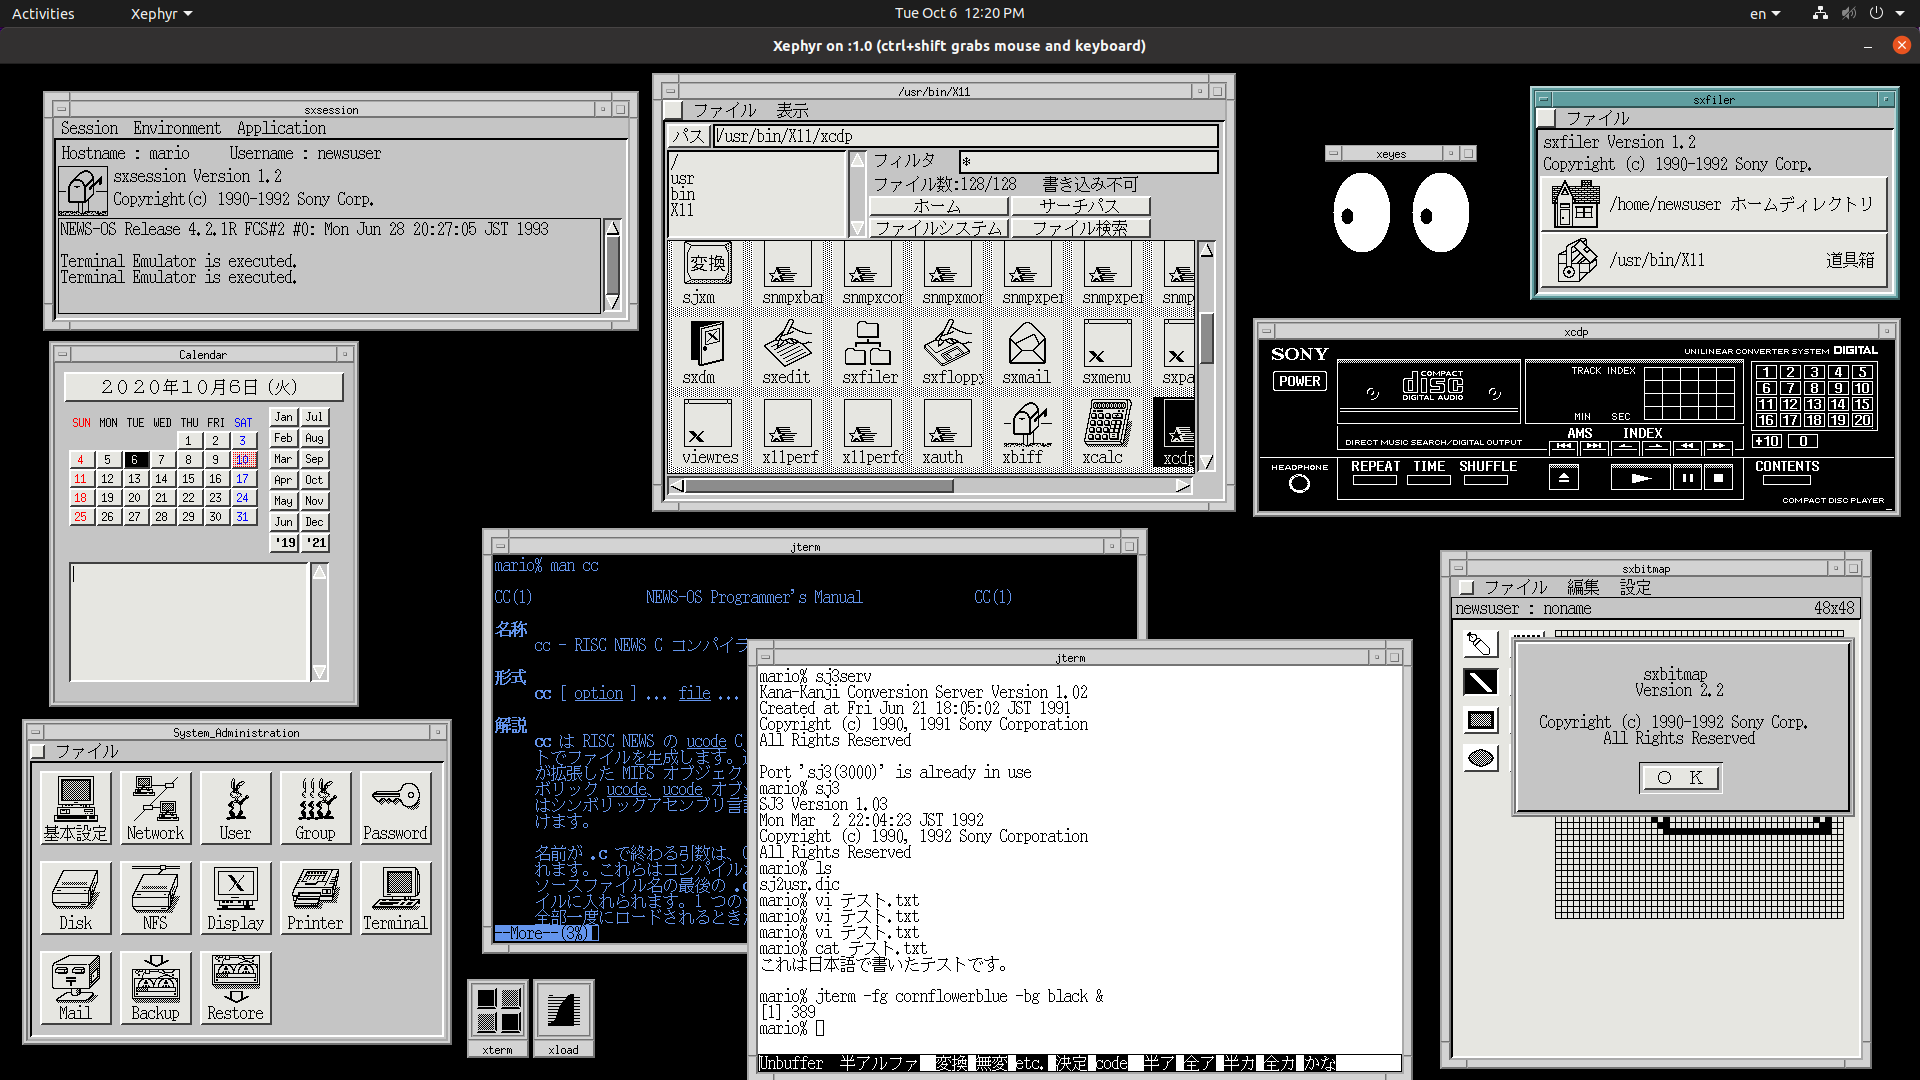 Activities
Xephyr
Tue Oct 6 12:20 PM
en
Xephyr on :1.0 (ctrl+shift grabs mouse and keyboard)
sxsession
Session Environment Application
Hostname : mario Username : newsuser
sxsession Version 1.2
Copyright(c) 1990-1992 Sony Corp.
NEWS-OS Release 4.2.1R FCS#2 #0: Mon Jun 28 20:27:05 JST 1993
Terminal Emulator is executed.
Terminal Emulator is executed.
/usr/bin/X11
ファイル 表示
パス /usr/bin/X11/xcdp
/
usr
bin
X11
フィルタ *
ファイル数:128/128 書き込み不可
ホーム サーチパス
ファイルシステム ファイル検索
変換
sjxm snmpxbar snmpxcor snmpxmor snmpxper snmpxper snmp
sxdm sxedit sxfiler sxfloppy sxmail sxmenu sxpa
viewres x11perf x11perfc xauth xbiff xcalc xcdp
xeyes
sxfiler
ファイル
sxfiler Version 1.2
Copyright (c) 1990-1992 Sony Corp.
/home/newsuser ホームディレクトリ
/usr/bin/X11 道具箱
xcdp
SONY
UNILINEAR CONVERTER SYSTEM DIGITAL
POWER
COMPACT
disc
DIGITAL AUDIO
TRACK INDEX
MIN SEC
1 2 3 4 5
6 7 8 9 10
11 12 13 14 15
16 17 18 19 20
+10 0
DIRECT MUSIC SEARCH/DIGITAL OUTPUT
AMS INDEX
HEADPHONE
REPEAT TIME SHUFFLE
CONTENTS
COMPACT DISC PLAYER
Calendar
2020年10月6日 (火)
SUN MON TUE WED THU FRI SAT
1 2 3
4 5 6 7 8 9 10
11 12 13 14 15 16 17
18 19 20 21 22 23 24
25 26 27 28 29 30 31
Jan Jul
Feb Aug
Mar Sep
Apr Oct
May Nov
Jun Dec
'19 '21
jterm
mario% man cc
CC(1) NEWS-OS Programmer's Manual CC(1)
名称
cc - RISC NEWS C コンパイラ
形式
cc [ option ] ... file ...
解説
cc は RISC NEWS の ucode C
トでファイルを生成します。
が拡張した MIPS オブジェク
ボリック ucode、ucode オブ
はシンボリックアセンブリ言語
けます。
名前が .c で終わる引数は、
れます。これらはコンパイル
ソースファイル名の最後の .c
イルに入れられます。1 つの
全部一度にロードされるとき
--More--(3%)
jterm
mario% sj3serv
Kana-Kanji Conversion Server Version 1.02
Created at Fri Jun 21 18:05:02 JST 1991
Copyright (c) 1990, 1991 Sony Corporation
All Rights Reserved
Port 'sj3(3000)' is already in use
mario% sj3
SJ3 Version 1.03
Mon Mar 2 22:04:23 JST 1992
Copyright (c) 1990, 1992 Sony Corporation
All Rights Reserved
mario% ls
sj2usr.dic
mario% vi テスト.txt
mario% vi テスト.txt
mario% vi テスト.txt
mario% cat テスト.txt
これは日本語で書いたテストです。
mario% jterm -fg cornflowerblue -bg black &
[1] 389
mario%
Unbuffer 半アルファ 変換 無変 etc. 決定 code 半ア 全ア 半カ 全カ かな
sxbitmap
ファイル 編集 設定
newsuser : noname 48x48
sxbitmap
Version 2.2
Copyright (c) 1990-1992 Sony Corp.
All Rights Reserved
O K
System_Administration
ファイル
基本設定 Network User Group Password
Disk NFS Display Printer Terminal
Mail Backup Restore
xterm xload